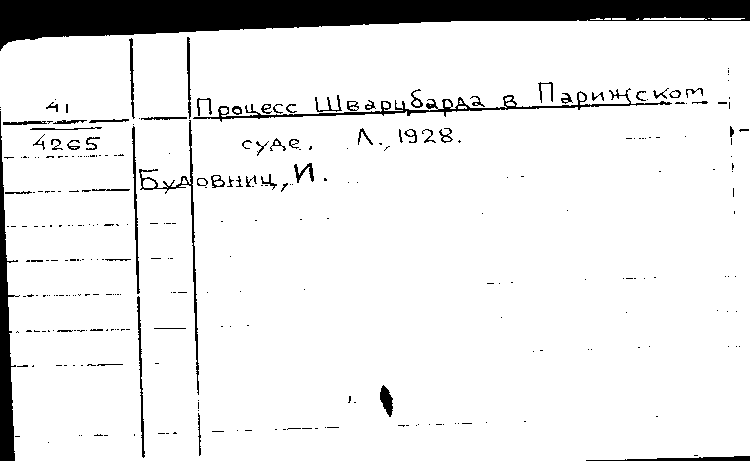 41
4265
Процесс Шварцбарда в Парижском
суде. Л., 1928.
Будовниц, И.